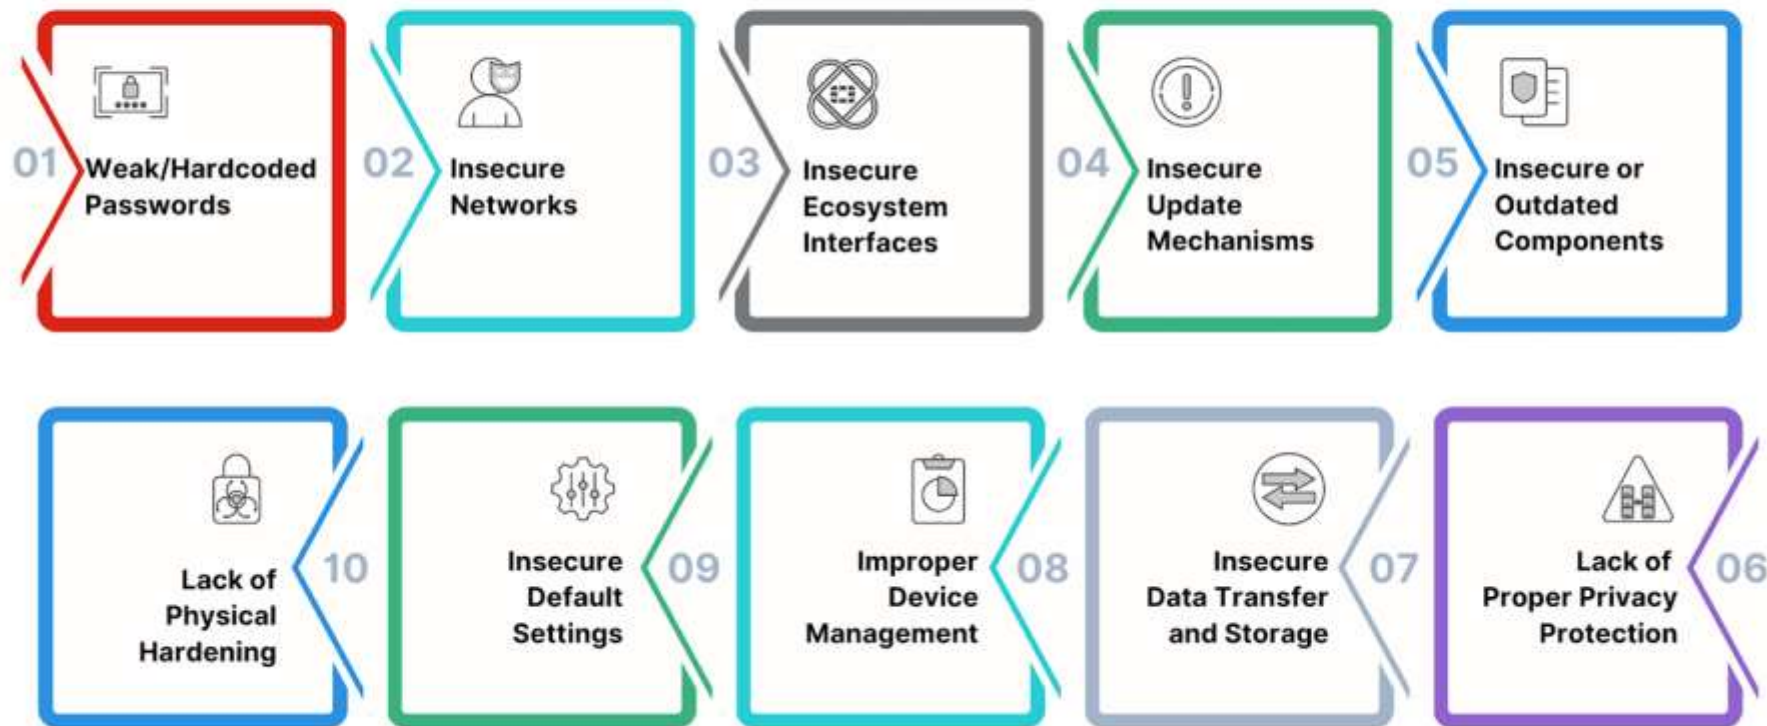 01
Weak/Hardcoded
Passwords
02
Insecure
Networks
03
Insecure
Ecosystem
Interfaces
04
Insecure
Update
Mechanisms
05
Insecure or
Outdated
Components
Lack of
Physical
Hardening
10
Insecure
Default
Settings
09
Improper
Device
Management
08
Insecure
Data Transfer
and Storage
07
Lack of
Proper Privacy
Protection
06